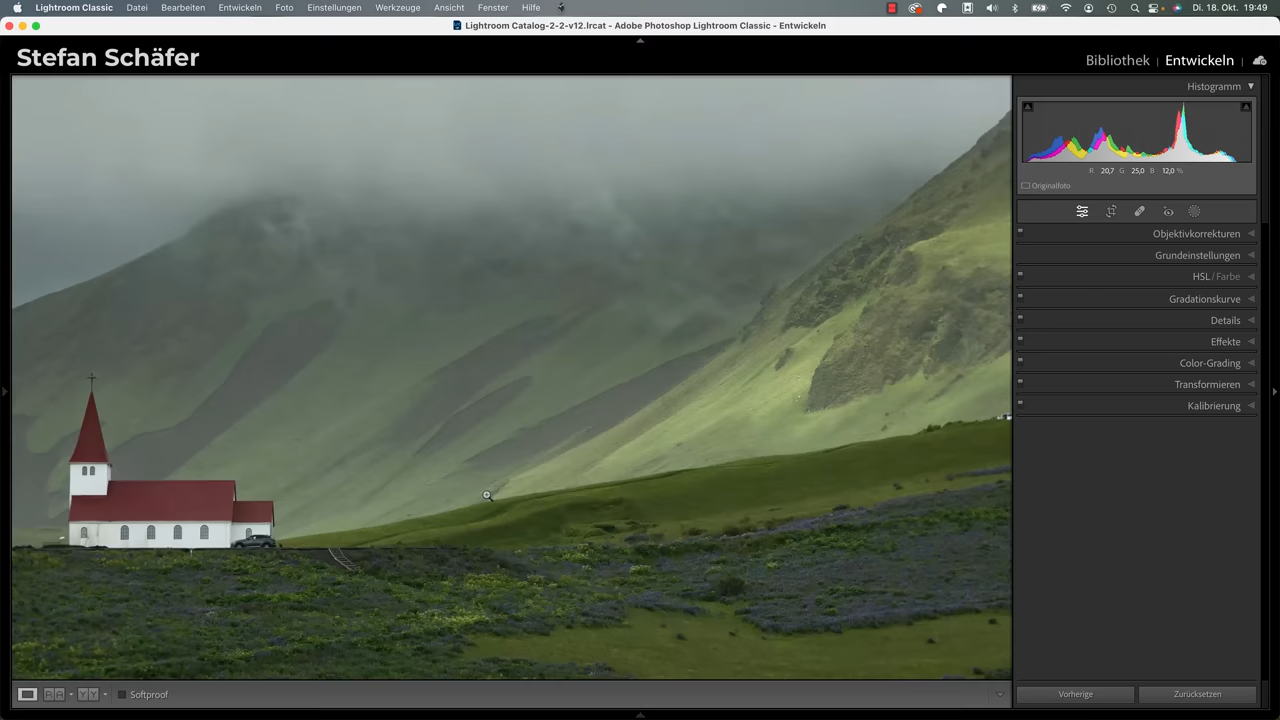 Lightroom Classic Datei Bearbeiten Entwickeln Foto Einstellungen Werkzeuge Ansicht Fenster Hilfe Di. 18. Okt. 19:49
Lightroom Catalog-2-2-v12.lrcat - Adobe Photoshop Lightroom Classic - Entwickeln
Stefan Schäfer
Bibliothek | Entwickeln |
Histogramm
R 20,7 G 25,0 B 12,0 %
Originalfoto
Objektivkorrekturen
Grundeinstellungen
HSL / Farbe
Gradationskurve
Details
Effekte
Color-Grading
Transformieren
Kalibrierung
R A Y Y Softproof
Vorherige Zurücksetzen